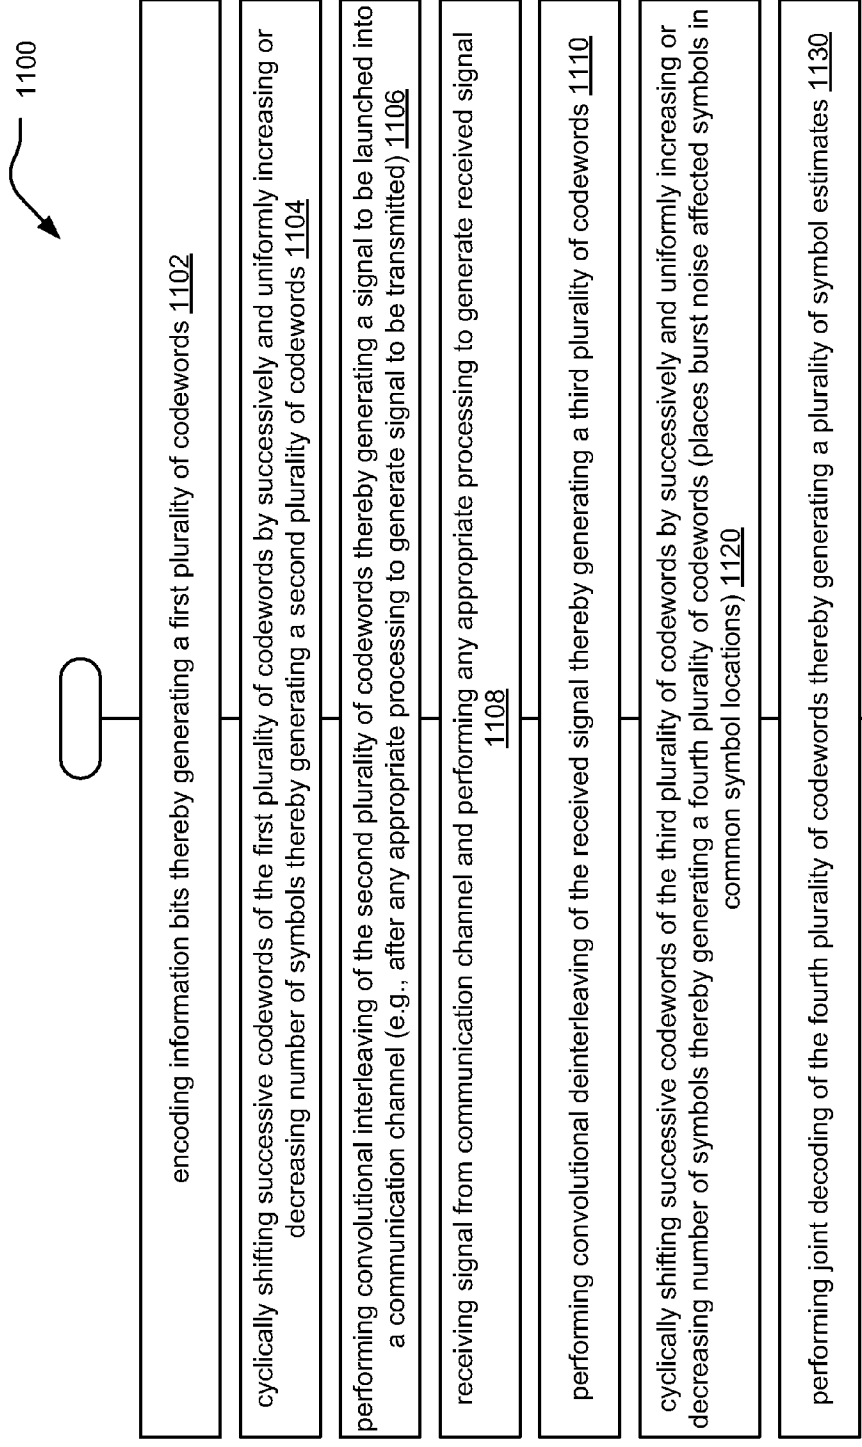 1100
encoding information bits thereby generating a first plurality of codewords 1102
cyclically shifting successive codewords of the first plurality of codewords by successively and uniformly increasing or
decreasing number of symbols thereby generating a second plurality of codewords 1104
performing convolutional interleaving of the second plurality of codewords thereby generating a signal to be launched into
a communication channel (e.g., after any appropriate processing to generate signal to be transmitted) 1106
receiving signal from communication channel and performing any appropriate processing to generate received signal
1108
performing convolutional deinterleaving of the received signal thereby generating a third plurality of codewords 1110
cyclically shifting successive codewords of the third plurality of codewords by successively and uniformly increasing or
decreasing number of symbols thereby generating a fourth plurality of codewords (places burst noise affected symbols in
common symbol locations) 1120
performing joint decoding of the fourth plurality of codewords thereby generating a plurality of symbol estimates 1130